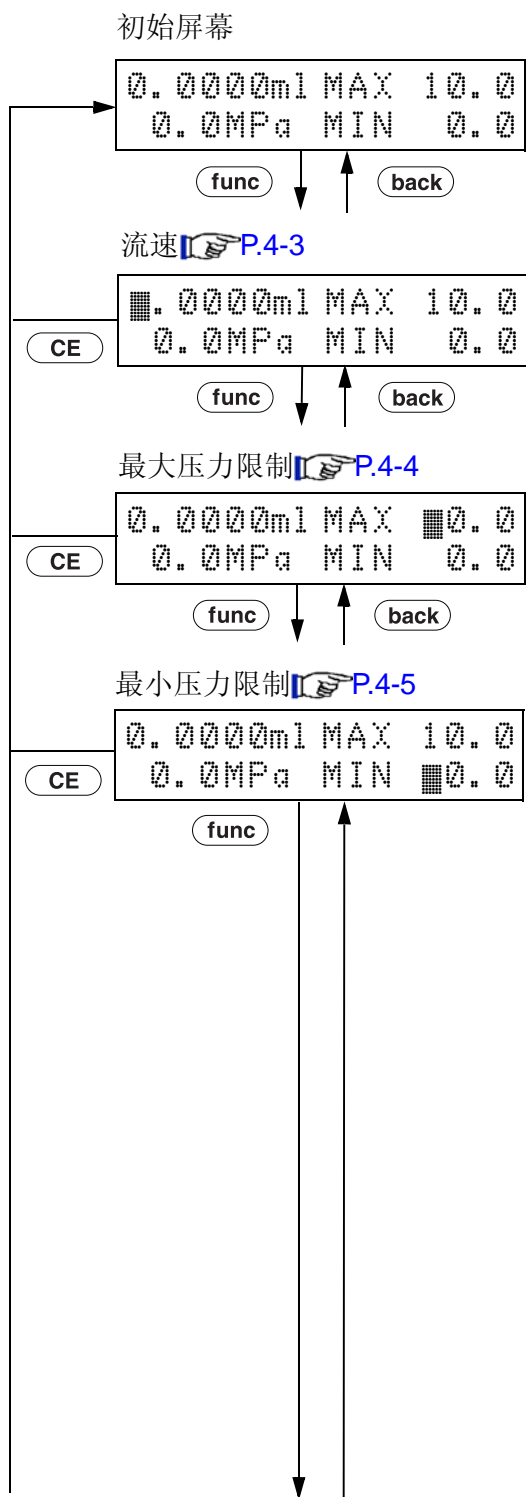 初始屏幕
0.0000ml MAX 10.0
0.0MPa MIN 0.0
func back
流速 P.4-3
.0000ml MAX 10.0
CE 0.0MPa MIN 0.0
func back
最大压力限制 P.4-4
0.0000ml MAX 0.0
CE 0.0MPa MIN 0.0
func back
最小压力限制 P.4-5
0.0000ml MAX 10.0
CE 0.0MPa MIN 0.0
func